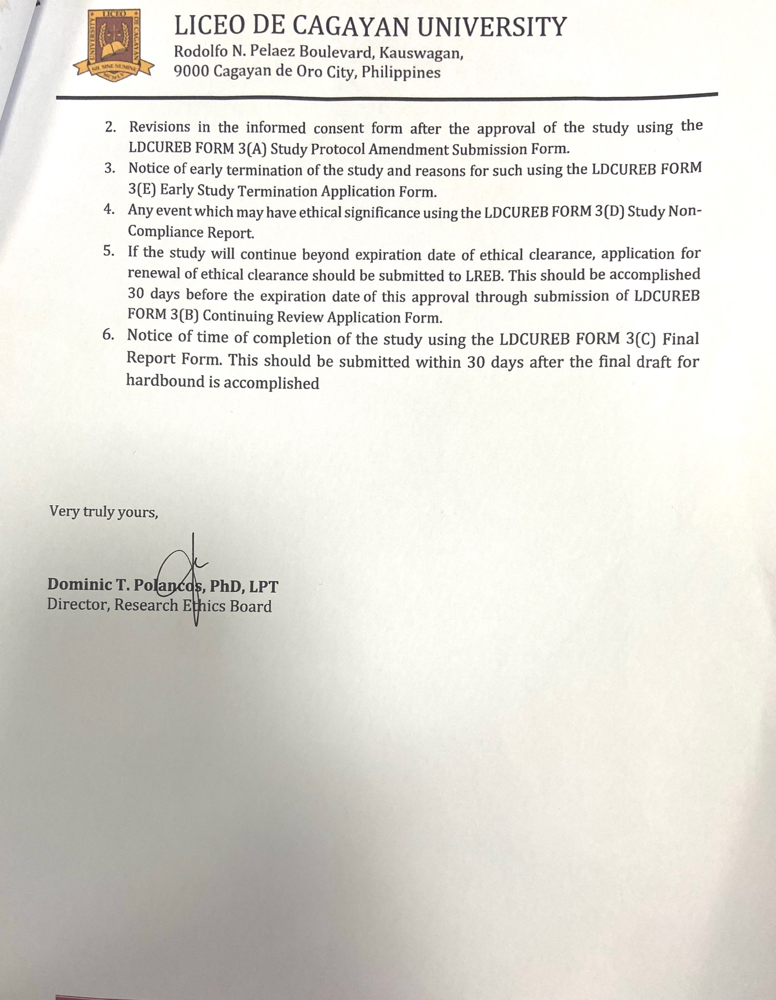 LICEO
UNIVERSITY
DE CAGAYAN
NIL SINE NUMINE
MCMLV
LICEO DE CAGAYAN UNIVERSITY
Rodolfo N. Pelaez Boulevard, Kauswagan,
9000 Cagayan de Oro City, Philippines
2. Revisions in the informed consent form after the approval of the study using the
LDCUREB FORM 3(A) Study Protocol Amendment Submission Form.
3. Notice of early termination of the study and reasons for such using the LDCUREB FORM
3(E) Early Study Termination Application Form.
4. Any event which may have ethical significance using the LDCUREB FORM 3(D) Study Non-
Compliance Report.
5. If the study will continue beyond expiration date of ethical clearance, application for
renewal of ethical clearance should be submitted to LREB. This should be accomplished
30 days before the expiration date of this approval through submission of LDCUREB
FORM 3(B) Continuing Review Application Form.
6. Notice of time of completion of the study using the LDCUREB FORM 3(C) Final
Report Form. This should be submitted within 30 days after the final draft for
hardbound is accomplished
Very truly yours,
Dominic T. Polancos, PhD, LPT
Director, Research Ethics Board